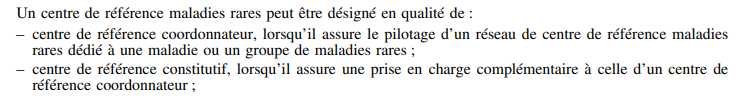 Un centre de référence maladies rares peut être désigné en qualité de :
– centre de référence coordonnateur, lorsqu'il assure le pilotage d'un réseau de centre de référence maladies
rares dédié à une maladie ou un groupe de maladies rares ;
– centre de référence constitutif, lorsqu'il assure une prise en charge complémentaire à celle d'un centre de
référence coordonnateur ;